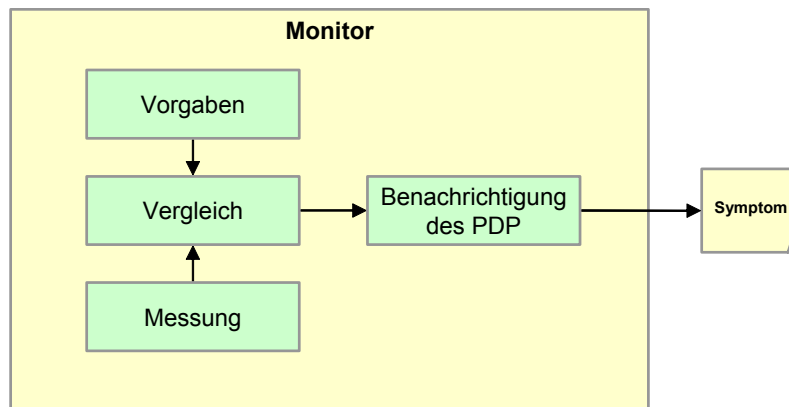 Monitor
Vorgaben
Vergleich
Benachrichtigung
des PDP
Symptom
Messung